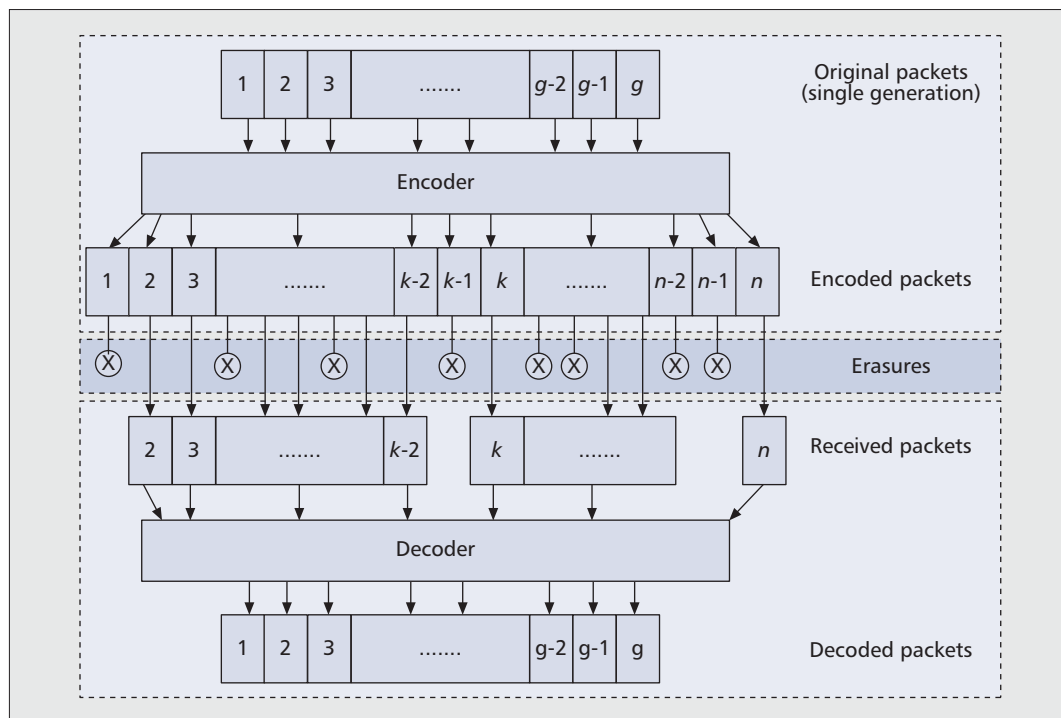 1 2 3 ....... g-2 g-1 g
Original packets
(single generation)
Encoder
1 2 3 ....... k-2 k-1 k ....... n-2 n-1 n
Encoded packets
X X X X X X X X
Erasures
2 3 ....... k-2 k ....... n
Received packets
Decoder
1 2 3 ....... g-2 g-1 g
Decoded packets